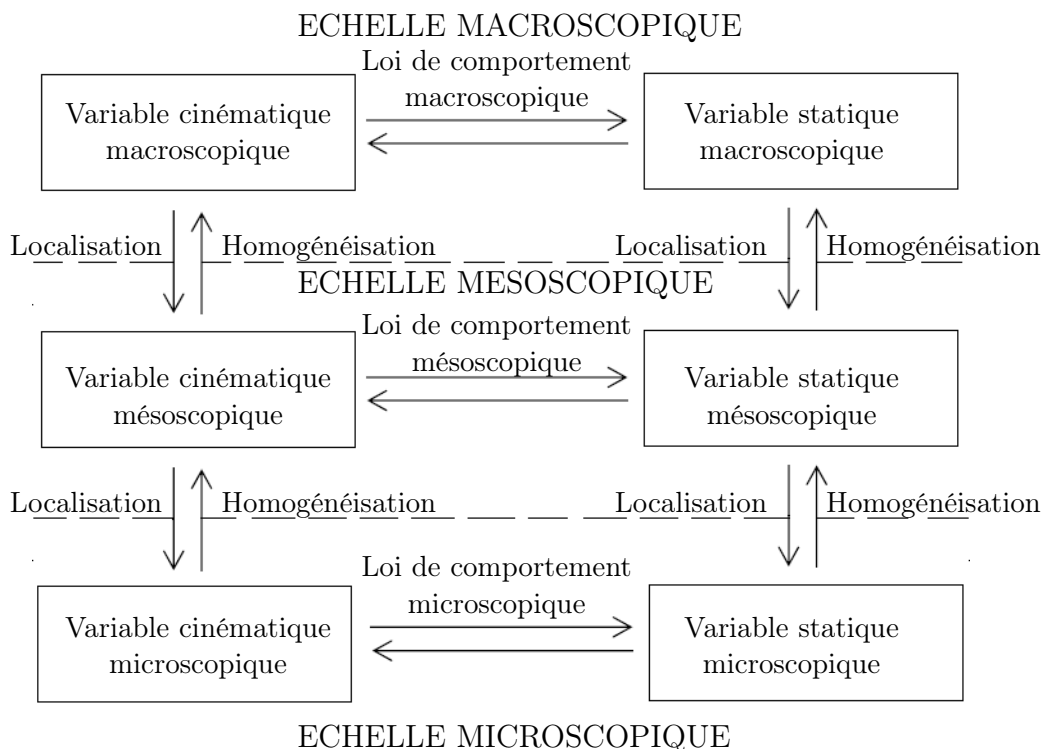 ECHELLE MACROSCOPIQUE
Loi de comportement
macroscopique
Variable cinématique
macroscopique
Variable statique
macroscopique
Localisation
Homogénéisation
Localisation
Homogénéisation
ECHELLE MESOSCOPIQUE
Loi de comportement
mésoscopique
Variable cinématique
mésoscopique
Variable statique
mésoscopique
Localisation
Homogénéisation
Localisation
Homogénéisation
Loi de comportement
microscopique
Variable cinématique
microscopique
Variable statique
microscopique
ECHELLE MICROSCOPIQUE